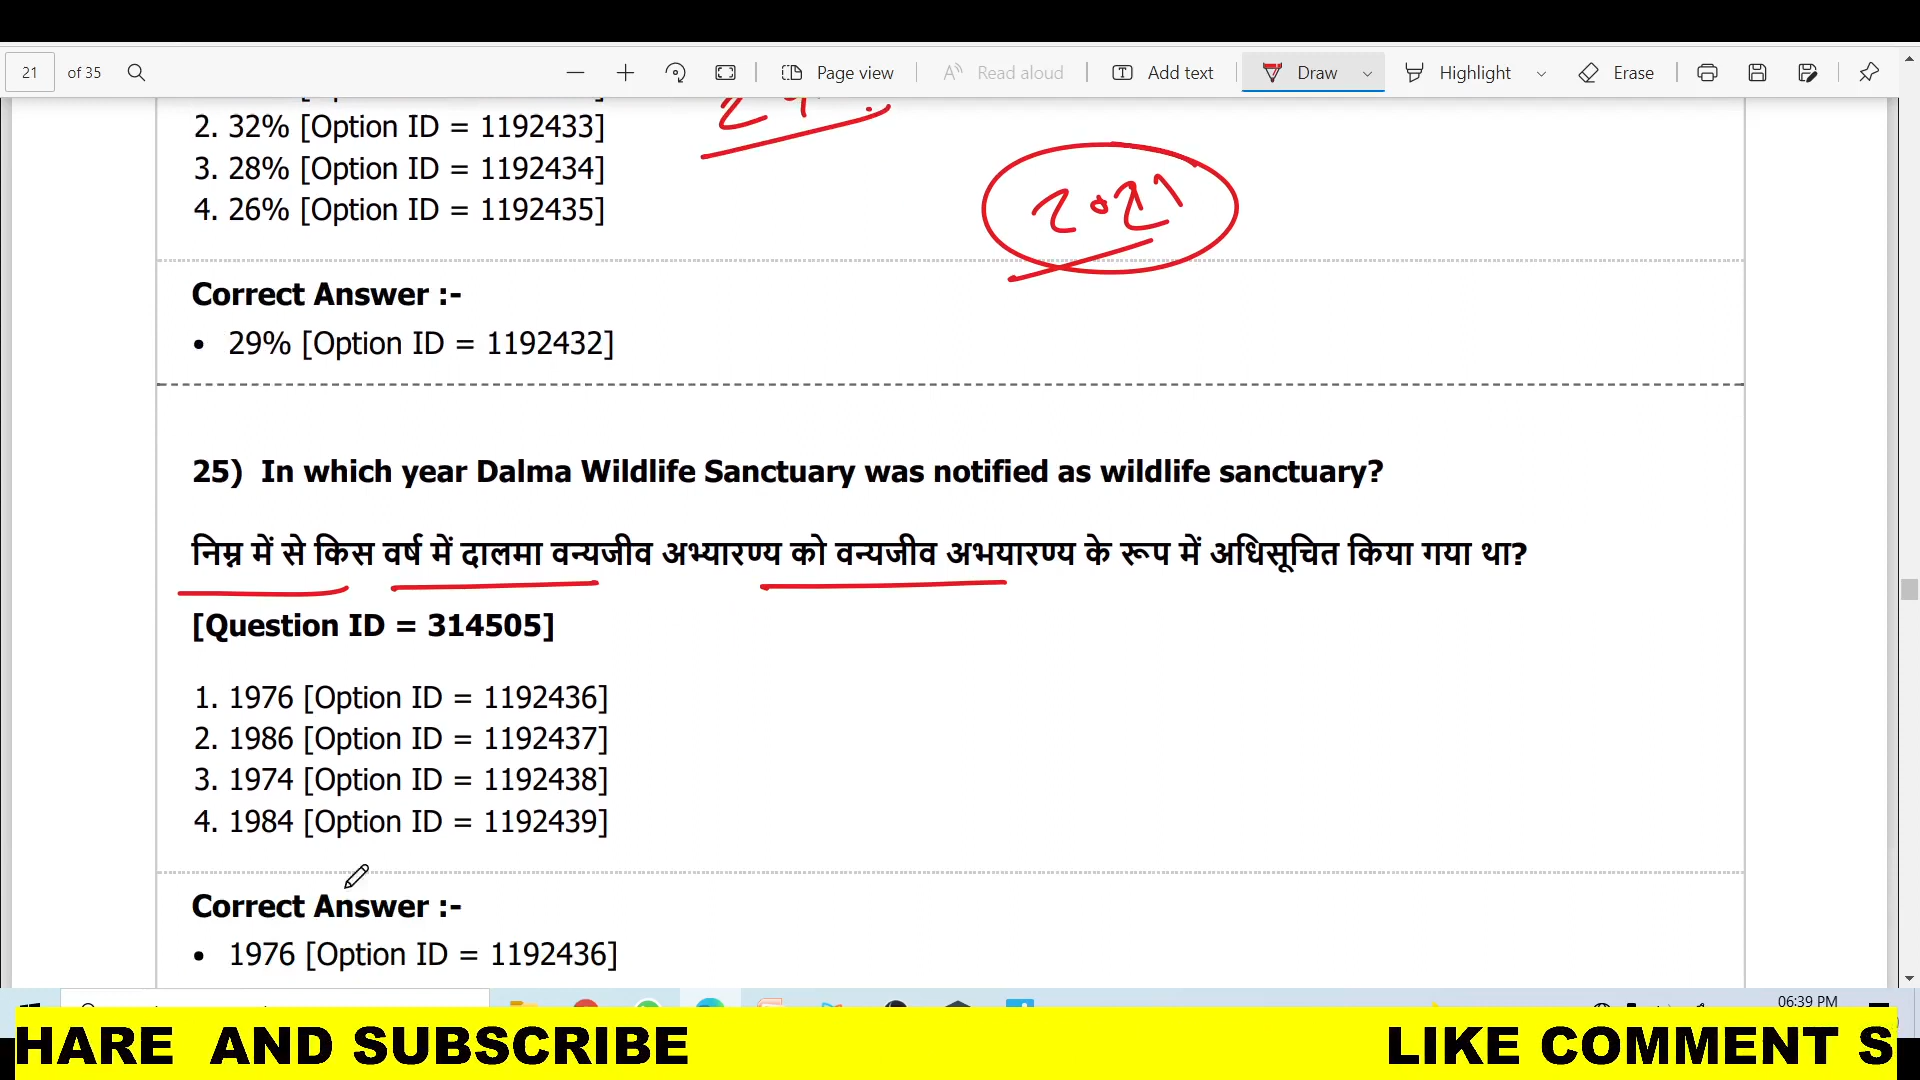 21 of 35 Page view Read aloud Add text Draw Highlight Erase
2. 32% [Option ID = 1192433]
3. 28% [Option ID = 1192434]
4. 26% [Option ID = 1192435]
2021
Correct Answer :-
• 29% [Option ID = 1192432]
25) In which year Dalma Wildlife Sanctuary was notified as wildlife sanctuary?
निम्न में से किस वर्ष में दालमा वन्यजीव अभ्यारण्य को वन्यजीव अभयारण्य के रूप में अधिसूचित किया गया था?
[Question ID = 314505]
1. 1976 [Option ID = 1192436]
2. 1986 [Option ID = 1192437]
3. 1974 [Option ID = 1192438]
4. 1984 [Option ID = 1192439]
Correct Answer :-
• 1976 [Option ID = 1192436]
06:39 PM
HARE AND SUBSCRIBE LIKE COMMENT S